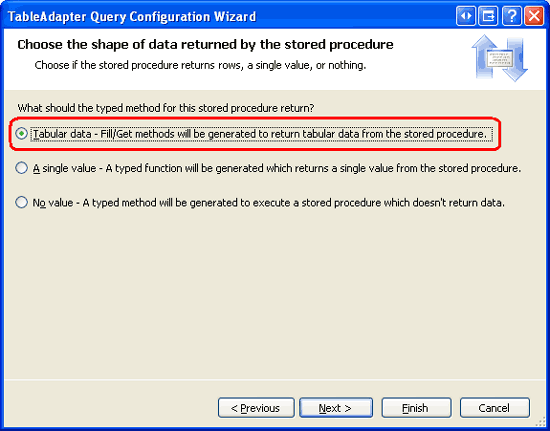 TableAdapter Query Configuration Wizard
Choose the shape of data returned by the stored procedure
Choose if the stored procedure returns rows, a single value, or nothing.
What should the typed method for this stored procedure return?
Tabular data - Fill/Get methods will be generated to return tabular data from the stored procedure.
A single value - A typed function will be generated which returns a single value from the stored procedure.
No value - A typed method will be generated to execute a stored procedure which doesn't return data.
< Previous
Next >
Finish
Cancel